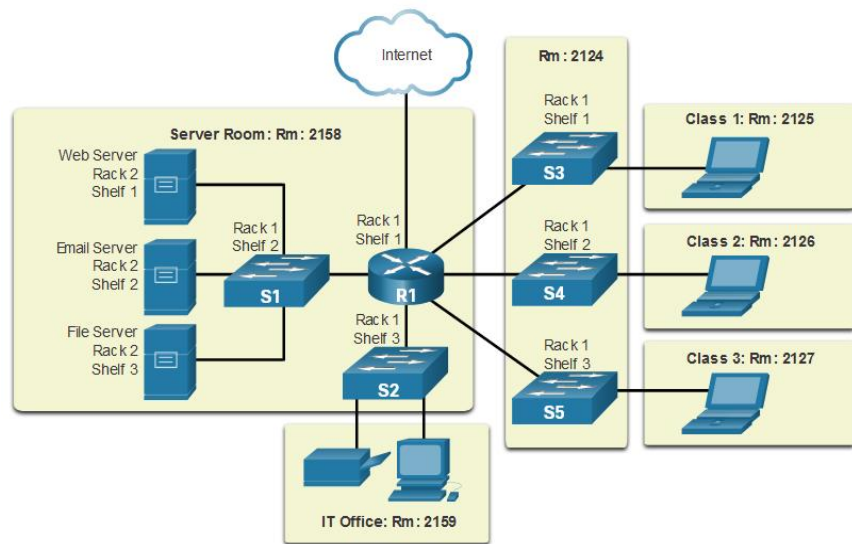 Internet
Server Room: Rm: 2158
Web Server
Rack 2
Shelf 1
Email Server
Rack 2
Shelf 2
File Server
Rack 2
Shelf 3
Rack 1
Shelf 2
S1
Rack 1
Shelf 1
R1
Rack 1
Shelf 3
S2
IT Office: Rm: 2159
Rm: 2124
Rack 1
Shelf 1
S3
Rack 1
Shelf 2
S4
Rack 1
Shelf 3
S5
Class 1: Rm: 2125
Class 2: Rm: 2126
Class 3: Rm: 2127